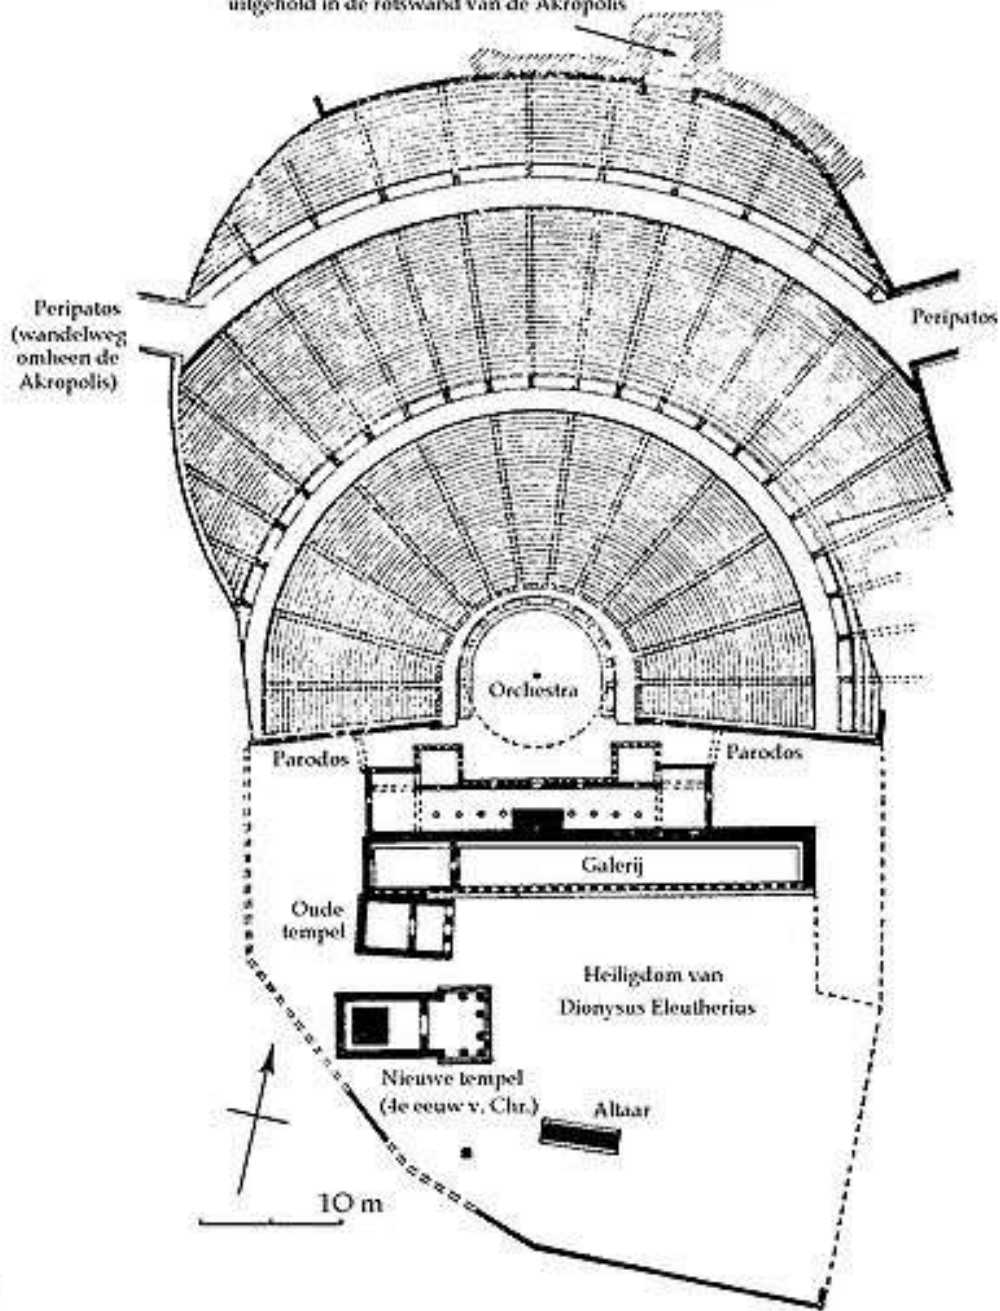 uitgehold in de rotswand van de Akropolis
Peripatos
(wandelweg
omheen de
Akropolis)
Peripatos
Orchestra
Parodos
Parodos
Galerij
Oude
tempel
Heiligdom van
Dionysus Eleutherius
Nieuwe tempel
(4e eeuw v. Chr.)
Altaar
10 m